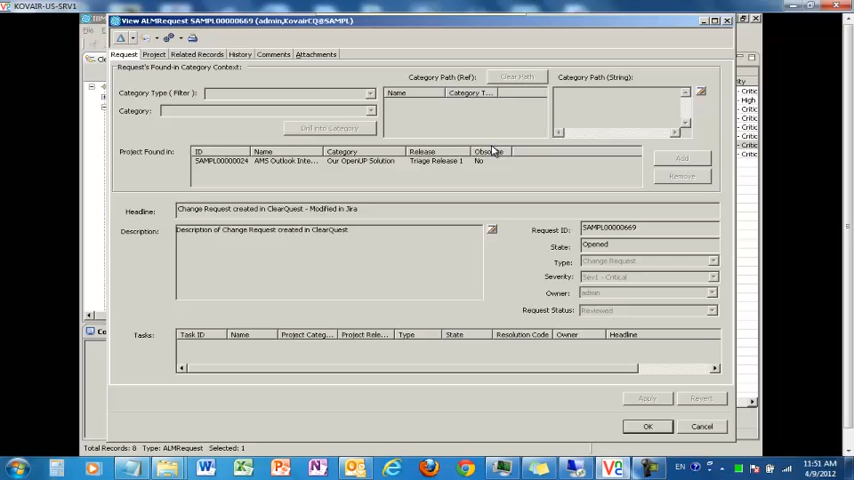 KOVAIR-US-SRV1
View ALMRequest SAMPL00000669 (admin,KovairCQ@SAMPL)
Request Project Related Records History Comments Attachments
Request's Found-in Category Context:
Category Path (Ref): Clear Path Category Path (String):
Category Type ( Filter ): Name Category T...
Category:
Drill into Category
Project Found in: ID Name Category Release
SAMPL00000024 AMS Outlook Inte... Our OpenUP Solution Triage Release 1 No
Add
Remove
Headline: Change Request created in ClearQuest - Modified in Jira
Description: Description of Change Request created in ClearQuest
Request ID: SAMPL00000669
State: Opened
Type: Change Request
Severity: Sev1 - Critical
Owner: admin
Request Status: Reviewed
Tasks: Task ID Name Project Categ... Project Rele... Type State Resolution Code Owner Headline
Apply Revert
OK Cancel
Total Records: 8 Type: ALMRequest Selected: 1
EN 11:51 AM
4/9/2012